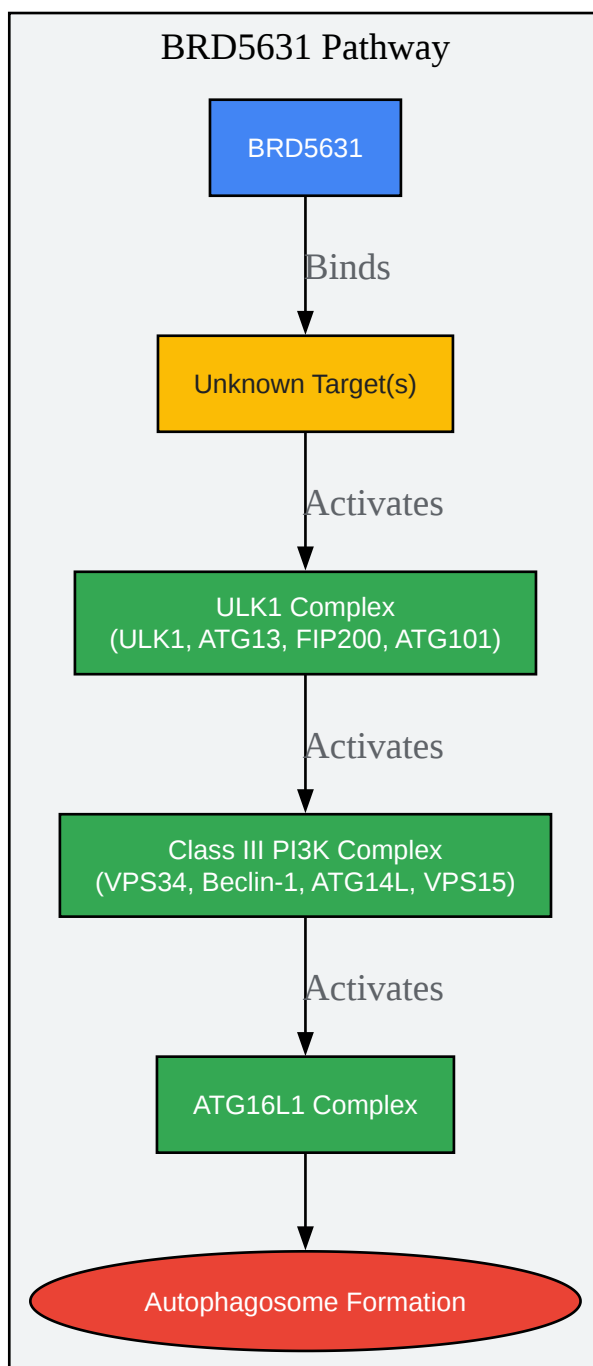 BRD5631 Pathway
BRD5631
Binds
Unknown Target(s)
Activates
ULK1 Complex
(ULK1, ATG13, FIP200, ATG101)
Activates
Class III PI3K Complex
(VPS34, Beclin-1, ATG14L, VPS15)
Activates
ATG16L1 Complex
Autophagosome Formation